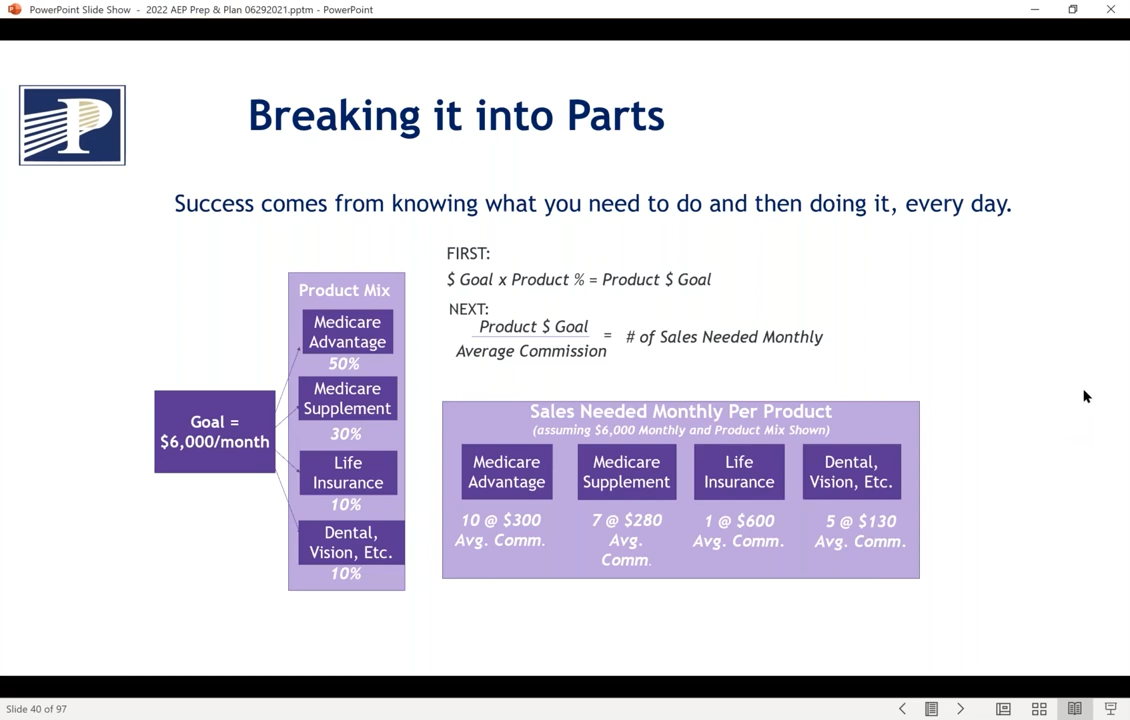 PowerPoint Slide Show - 2022 AEP Prep & Plan 06292021.pptm - PowerPoint
P
Breaking it into Parts
Success comes from knowing what you need to do and then doing it, every day.
Goal =
$6,000/month
Product Mix
Medicare
Advantage
50%
Medicare
Supplement
30%
Life
Insurance
10%
Dental,
Vision, Etc.
10%
FIRST:
$ Goal x Product % = Product $ Goal
NEXT:
Product $ Goal
Average Commission
= # of Sales Needed Monthly
Sales Needed Monthly Per Product
(assuming $6,000 Monthly and Product Mix Shown)
Medicare
Advantage
10 @ $300
Avg. Comm.
Medicare
Supplement
7 @ $280
Avg.
Comm.
Life
Insurance
1 @ $600
Avg. Comm.
Dental,
Vision, Etc.
5 @ $130
Avg. Comm.
Slide 40 of 97